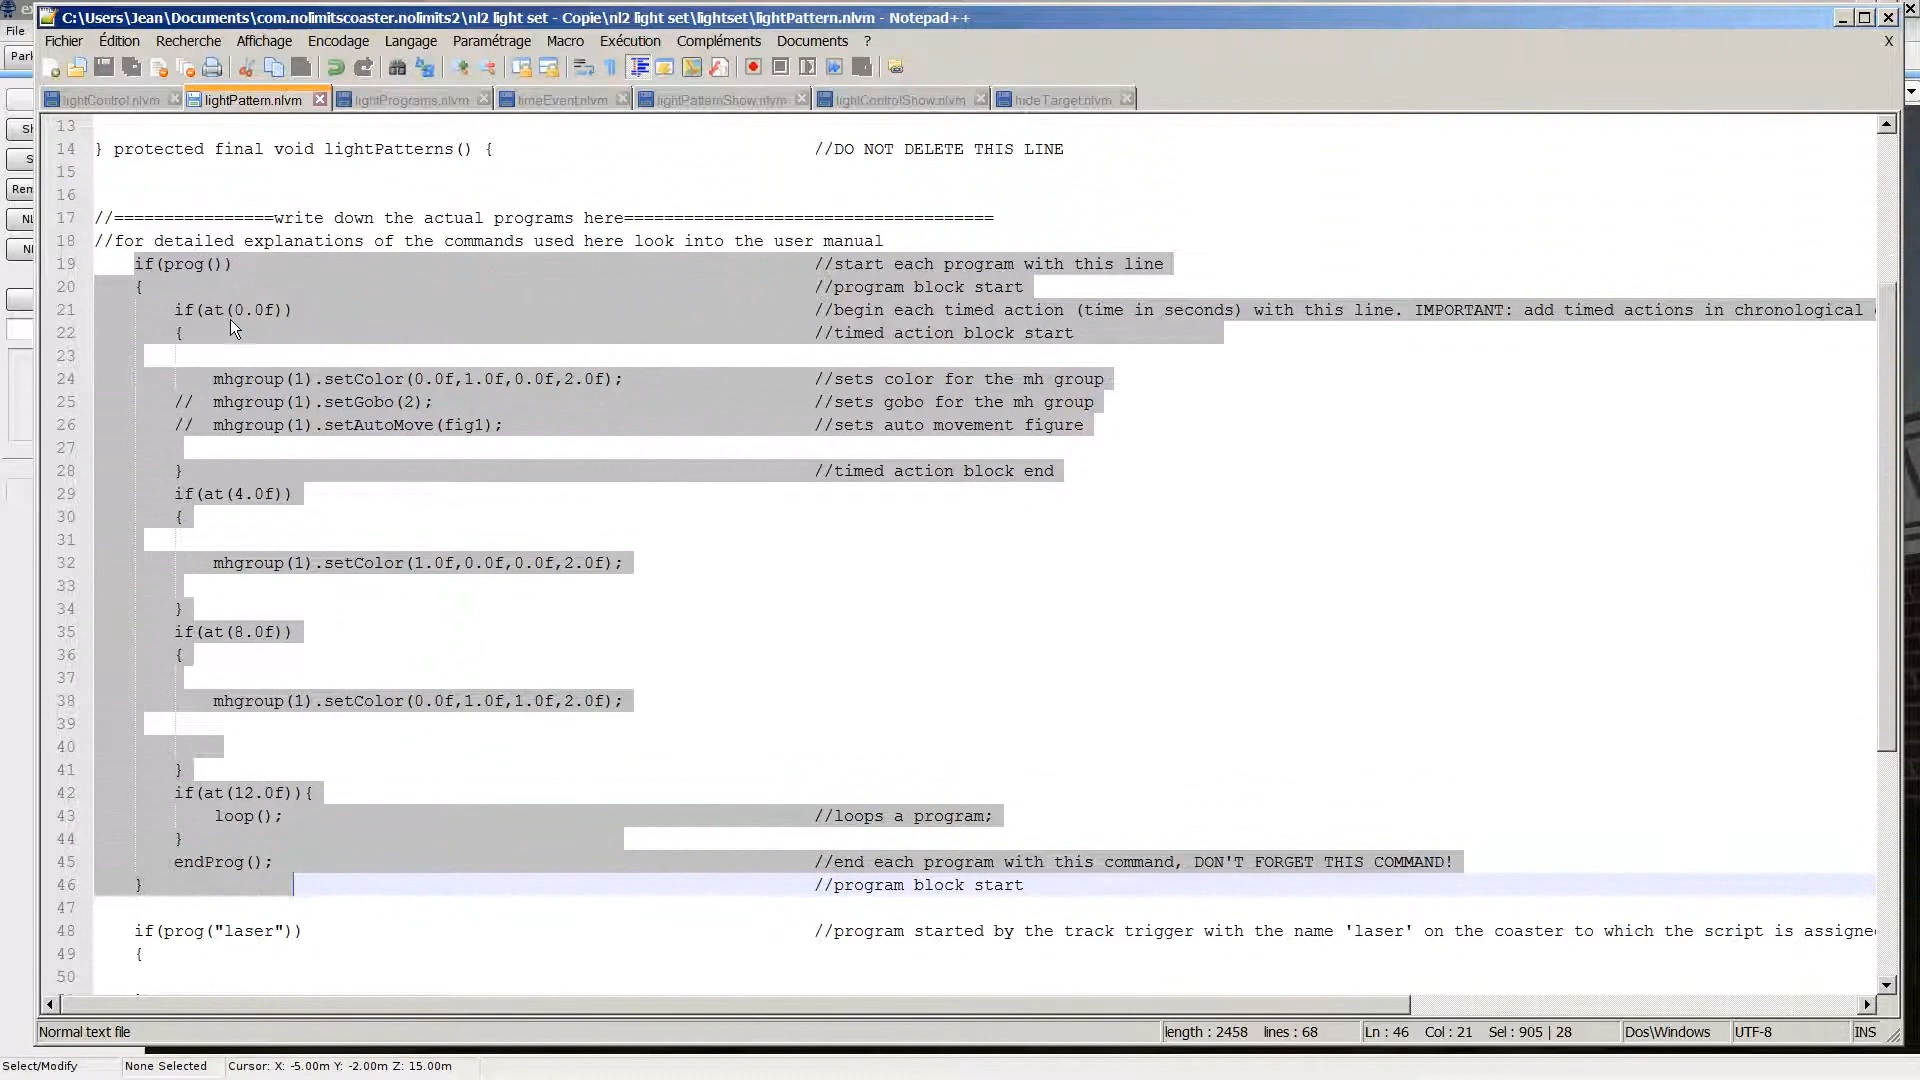 C:\Users\Jean\Documents\com.nolimitscoaster.nolimits2\nl2 light set - Copie\nl2 light set\lightset\lightPattern.nlvm - Notepad++
File
Fichier Édition Recherche Affichage Encodage Langage Paramétrage Macro Exécution Compléments Documents ? X
Park
lightControl.nlvm lightPattern.nlvm lightPrograms.nlvm timeEvent.nlvm lightPatternShow.nlvm lightControlShow.nlvm hideTarget.nlvm
13
14 } protected final void lightPatterns() { //DO NOT DELETE THIS LINE
15
16
17 //================write down the actual programs here=====================================
18 //for detailed explanations of the commands used here look into the user manual
19 if(prog()) //start each program with this line
20 { //program block start
21 if(at(0.0f)) //begin each timed action (time in seconds) with this line. IMPORTANT: add timed actions in chronological
22 { //timed action block start
23
24 mhgroup(1).setColor(0.0f,1.0f,0.0f,2.0f); //sets color for the mh group
25 // mhgroup(1).setGobo(2); //sets gobo for the mh group
26 // mhgroup(1).setAutoMove(fig1); //sets auto movement figure
27
28 } //timed action block end
29 if(at(4.0f))
30 {
31
32 mhgroup(1).setColor(1.0f,0.0f,0.0f,2.0f);
33
34 }
35 if(at(8.0f))
36 {
37
38 mhgroup(1).setColor(0.0f,1.0f,1.0f,2.0f);
39
40
41 }
42 if(at(12.0f)){
43 loop(); //loops a program;
44 }
45 endProg(); //end each program with this command, DON'T FORGET THIS COMMAND!
46 } //program block start
47
48 if(prog("laser")) //program started by the track trigger with the name 'laser' on the coaster to which the script is assigne
49 {
50
Normal text file length : 2458 lines : 68 Ln : 46 Col : 21 Sel : 905 | 28 Dos\Windows UTF-8 INS
Select/Modify None Selected Cursor: X: -5.00m Y: -2.00m Z: 15.00m